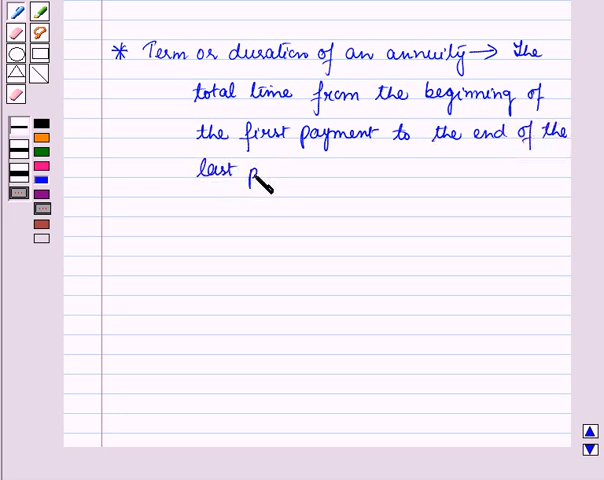 * Term or duration of an annuity → The
total time from the beginning of
the first payment to the end of the
last p